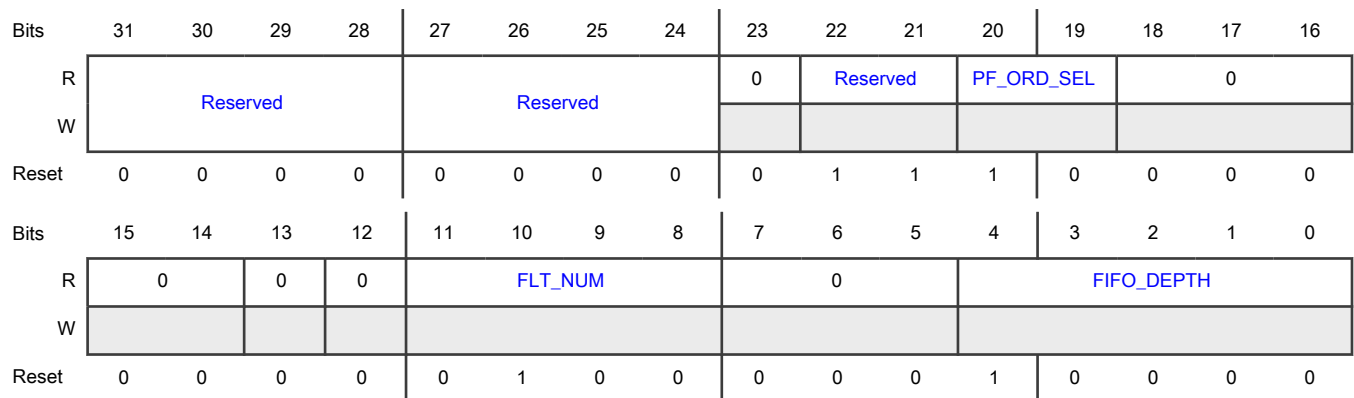 Bits 31 30 29 28 27 26 25 24 23 22 21 20 19 18 17 16
R Reserved Reserved 0 Reserved PF_ORD_SEL 0
W
Reset 0 0 0 0 0 0 0 0 0 1 1 1 0 0 0 0
Bits 15 14 13 12 11 10 9 8 7 6 5 4 3 2 1 0
R 0 0 0 FLT_NUM 0 FIFO_DEPTH
W
Reset 0 0 0 0 0 1 0 0 0 0 0 1 0 0 0 0